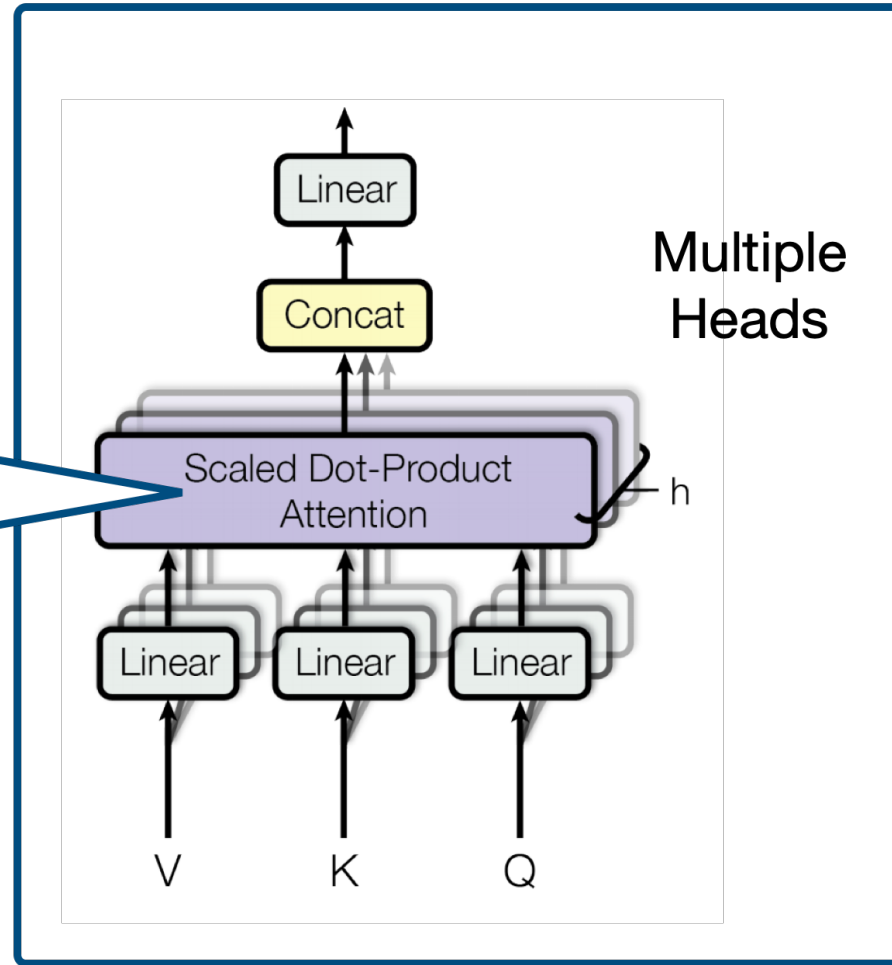 Linear
Multiple
Heads
Concat
Scaled Dot-Product
Attention
h
Linear
Linear
Linear
V
K
Q